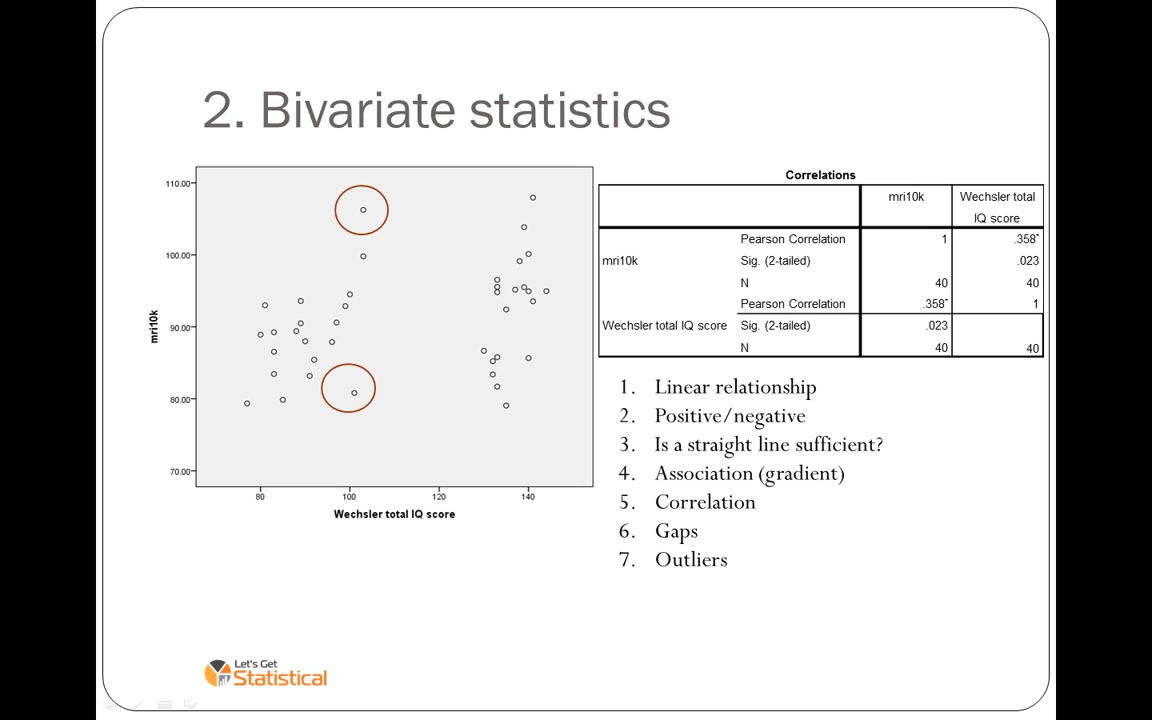 2. Bivariate statistics
110.00
100.00
90.00
80.00
70.00
mri10k
80
100
120
140
Wechsler total IQ score
Correlations
mri10k
Wechsler total
IQ score
mri10k
Pearson Correlation 1 .358*
Sig. (2-tailed) .023
N 40 40
Wechsler total IQ score
Pearson Correlation .358* 1
Sig. (2-tailed) .023
N 40 40
1. Linear relationship
2. Positive/negative
3. Is a straight line sufficient?
4. Association (gradient)
5. Correlation
6. Gaps
7. Outliers
Let's Get
Statistical